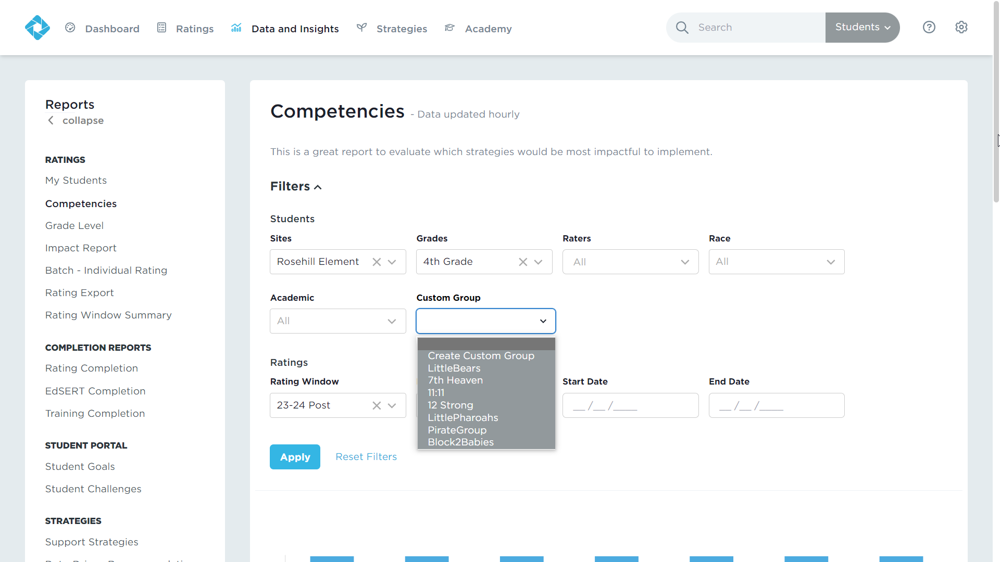 Dashboard
Ratings
Data and Insights
Strategies
Academy
Search
Students
Reports
collapse
RATINGS
My Students
Competencies
Grade Level
Impact Report
Batch - Individual Rating
Rating Export
Rating Window Summary
COMPLETION REPORTS
Rating Completion
EdSERT Completion
Training Completion
STUDENT PORTAL
Student Goals
Student Challenges
STRATEGIES
Support Strategies
Competencies - Data updated hourly
This is a great report to evaluate which strategies would be most impactful to implement.
Filters
Students
Sites
Grades
Raters
Race
Rosehill Element
4th Grade
All
All
Academic
Custom Group
All
Create Custom Group
LittleBears
7th Heaven
11:11
12 Strong
LittlePharoahs
PirateGroup
Block2Babies
Ratings
Rating Window
Start Date
End Date
23-24 Post
__/__/____
__/__/____
Apply
Reset Filters